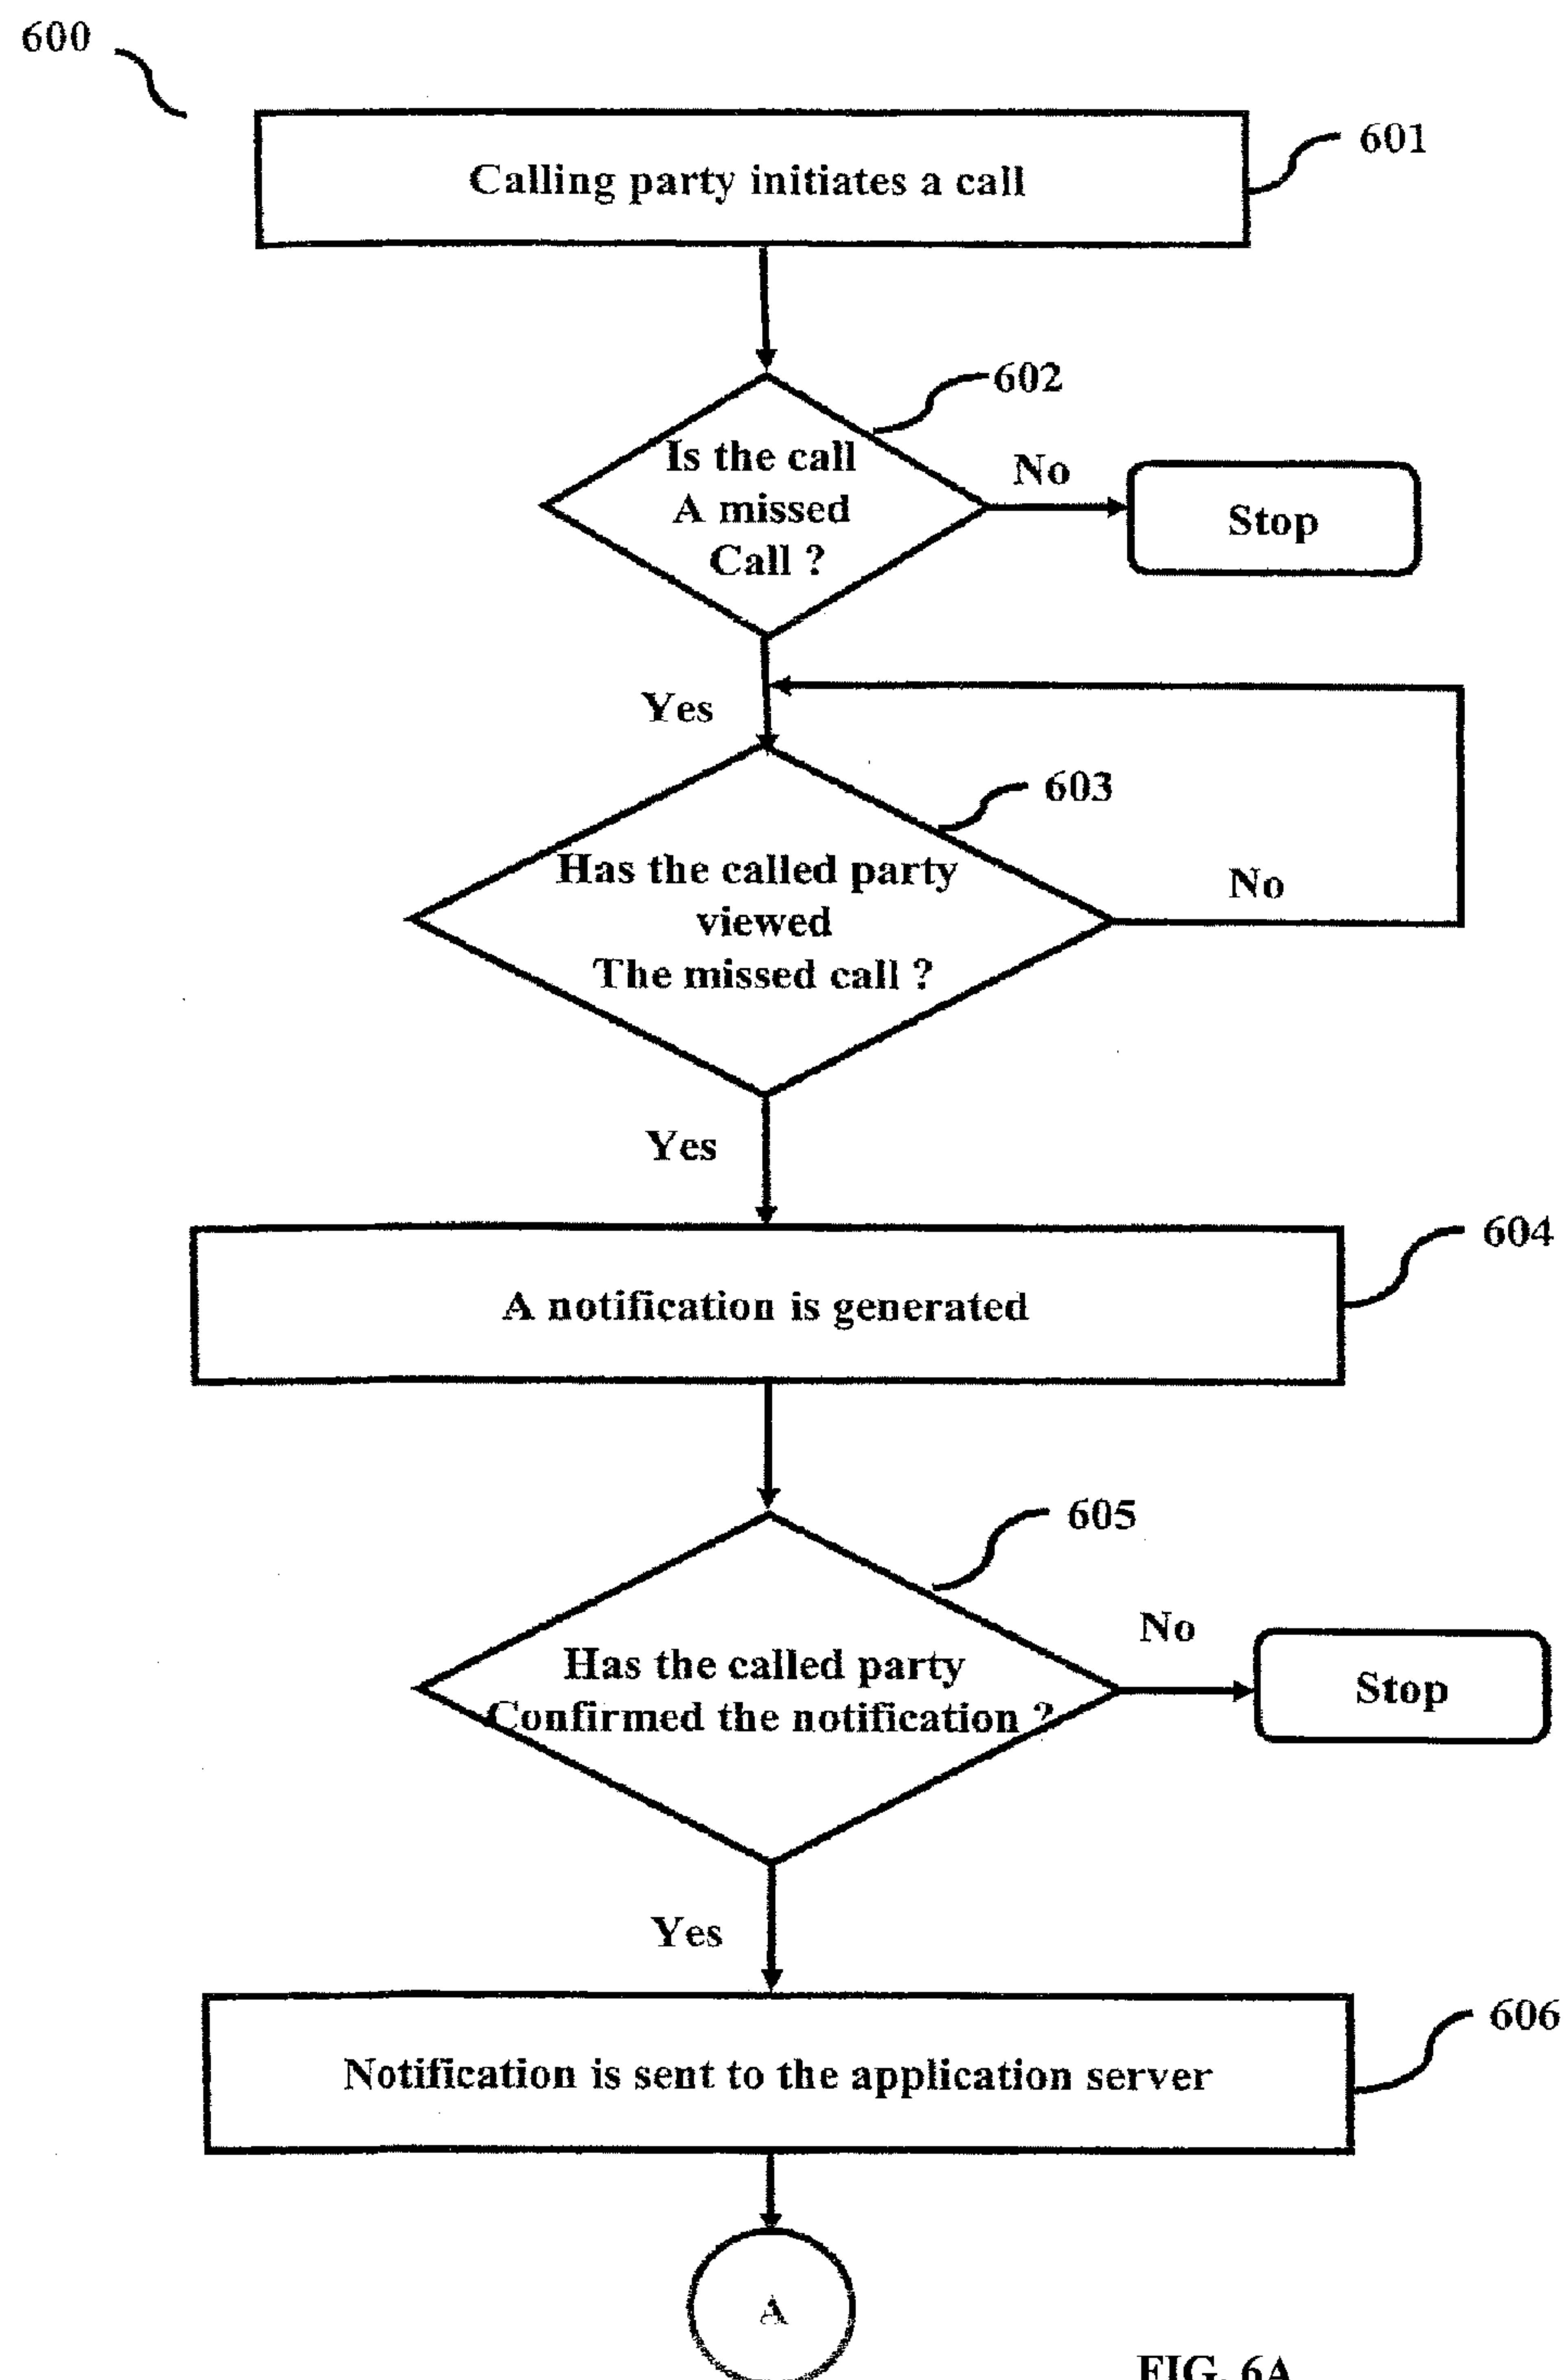 600
Calling party initiates a call
601
602
Is the call
A missed
Call ?
No
Stop
Yes
603
Has the called party
viewed
The missed call ?
No
Yes
604
A notification is generated
605
Has the called party
Confirmed the notification ?
No
Stop
Yes
606
Notification is sent to the application server
A
FIG. 6A